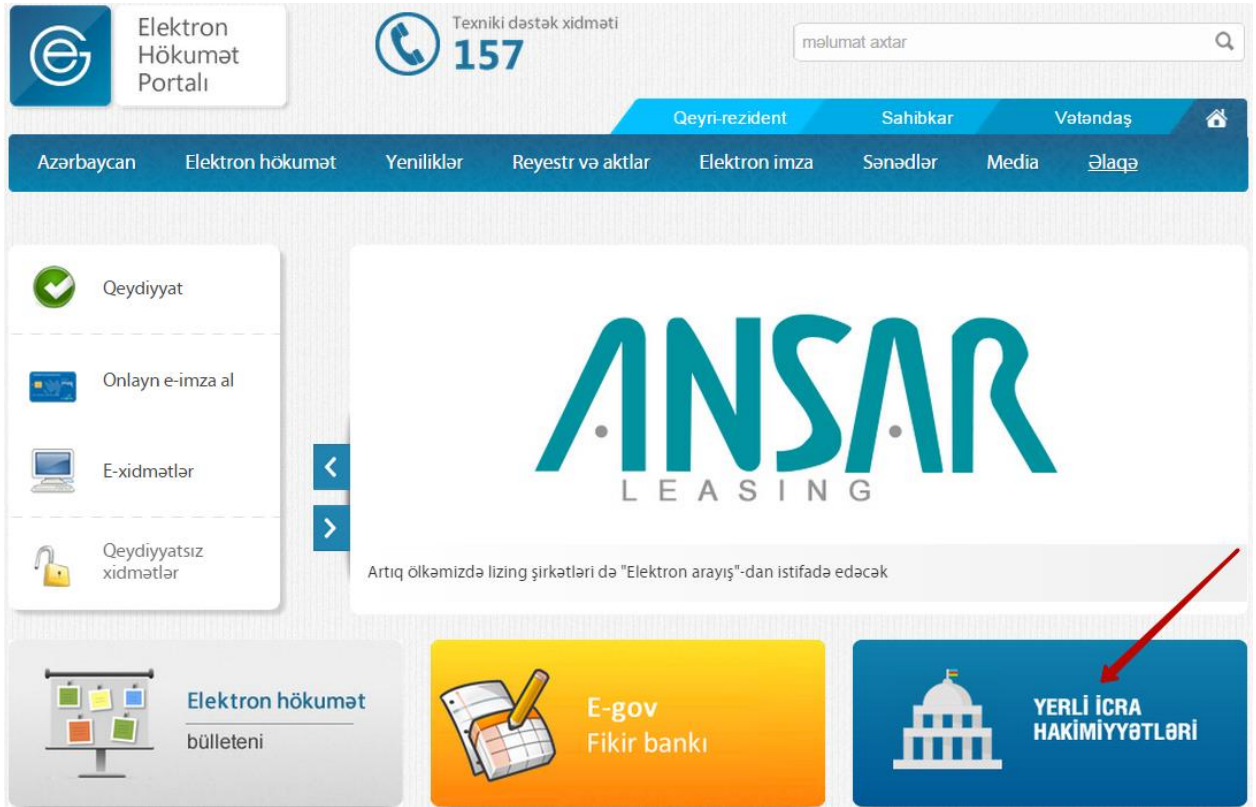 Elektron
Hökumət
Portalı
Texniki dəstək xidməti
157
məlumat axtar
Qeyri-rezident
Sahibkar
Vətəndaş
Azərbaycan
Elektron hökumət
Yeniliklər
Reyestr və aktlar
Elektron imza
Sənədlər
Media
Əlaqə
Qeydiyyat
Onlayn e-imza al
E-xidmətlər
Qeydiyyatsız
xidmətlər
ANSAR
LEASING
Artıq ölkəmizdə lizinq şirkətləri də "Elektron arayış"-dan istifadə edəcək
Elektron hökumət
bülleteni
E-gov
Fikir bankı
YERLİ İCRA
HAKİMİYYƏTLƏRİ